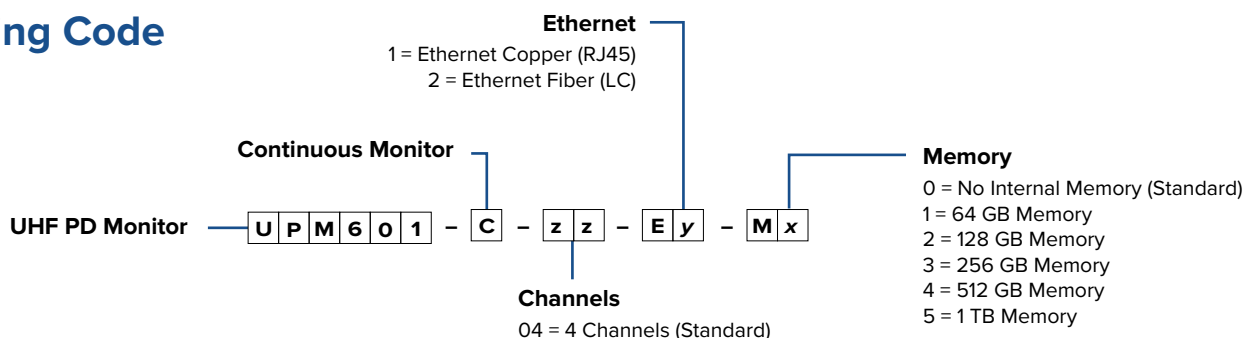 ng Code
Ethernet
1 = Ethernet Copper (RJ45)
2 = Ethernet Fiber (LC)
Continuous Monitor
Memory
0 = No Internal Memory (Standard)
1 = 64 GB Memory
2 = 128 GB Memory
3 = 256 GB Memory
4 = 512 GB Memory
5 = 1 TB Memory
UHF PD Monitor
U P M 6 0 1 – C – z z – E y – M x
Channels
04 = 4 Channels (Standard)